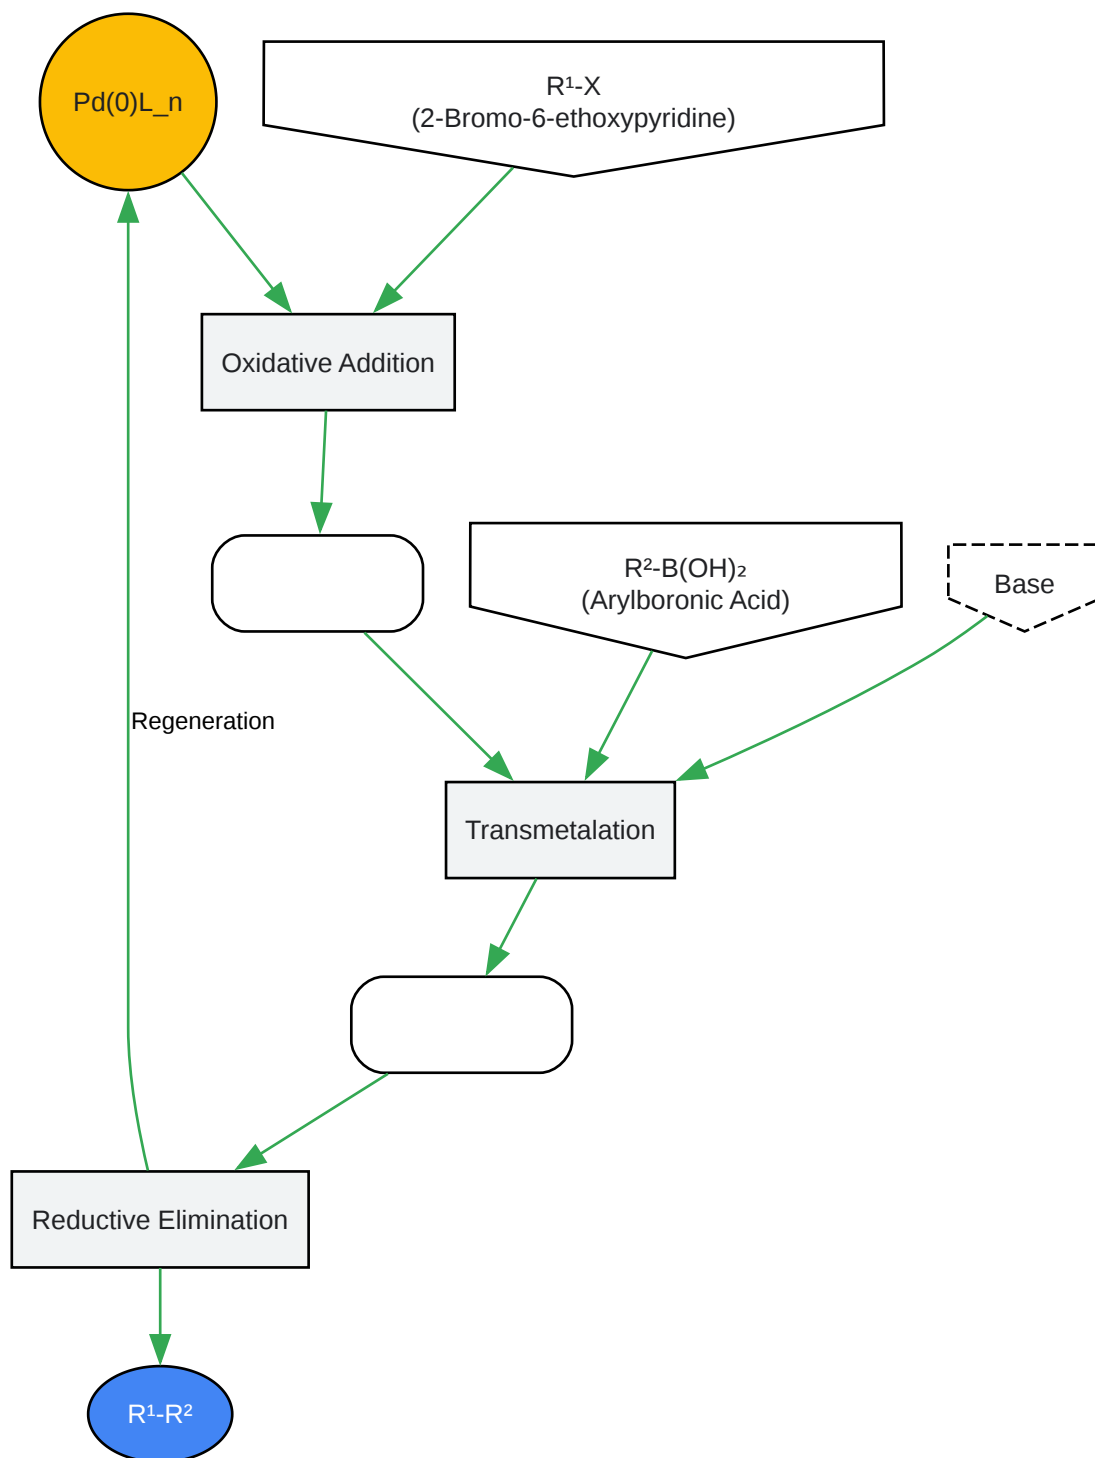 Pd(0)L_n
R¹-X
(2-Bromo-6-ethoxypyridine)
Oxidative Addition
R²-B(OH)₂
(Arylboronic Acid)
Base
Regeneration
Transmetalation
Reductive Elimination
R¹-R²